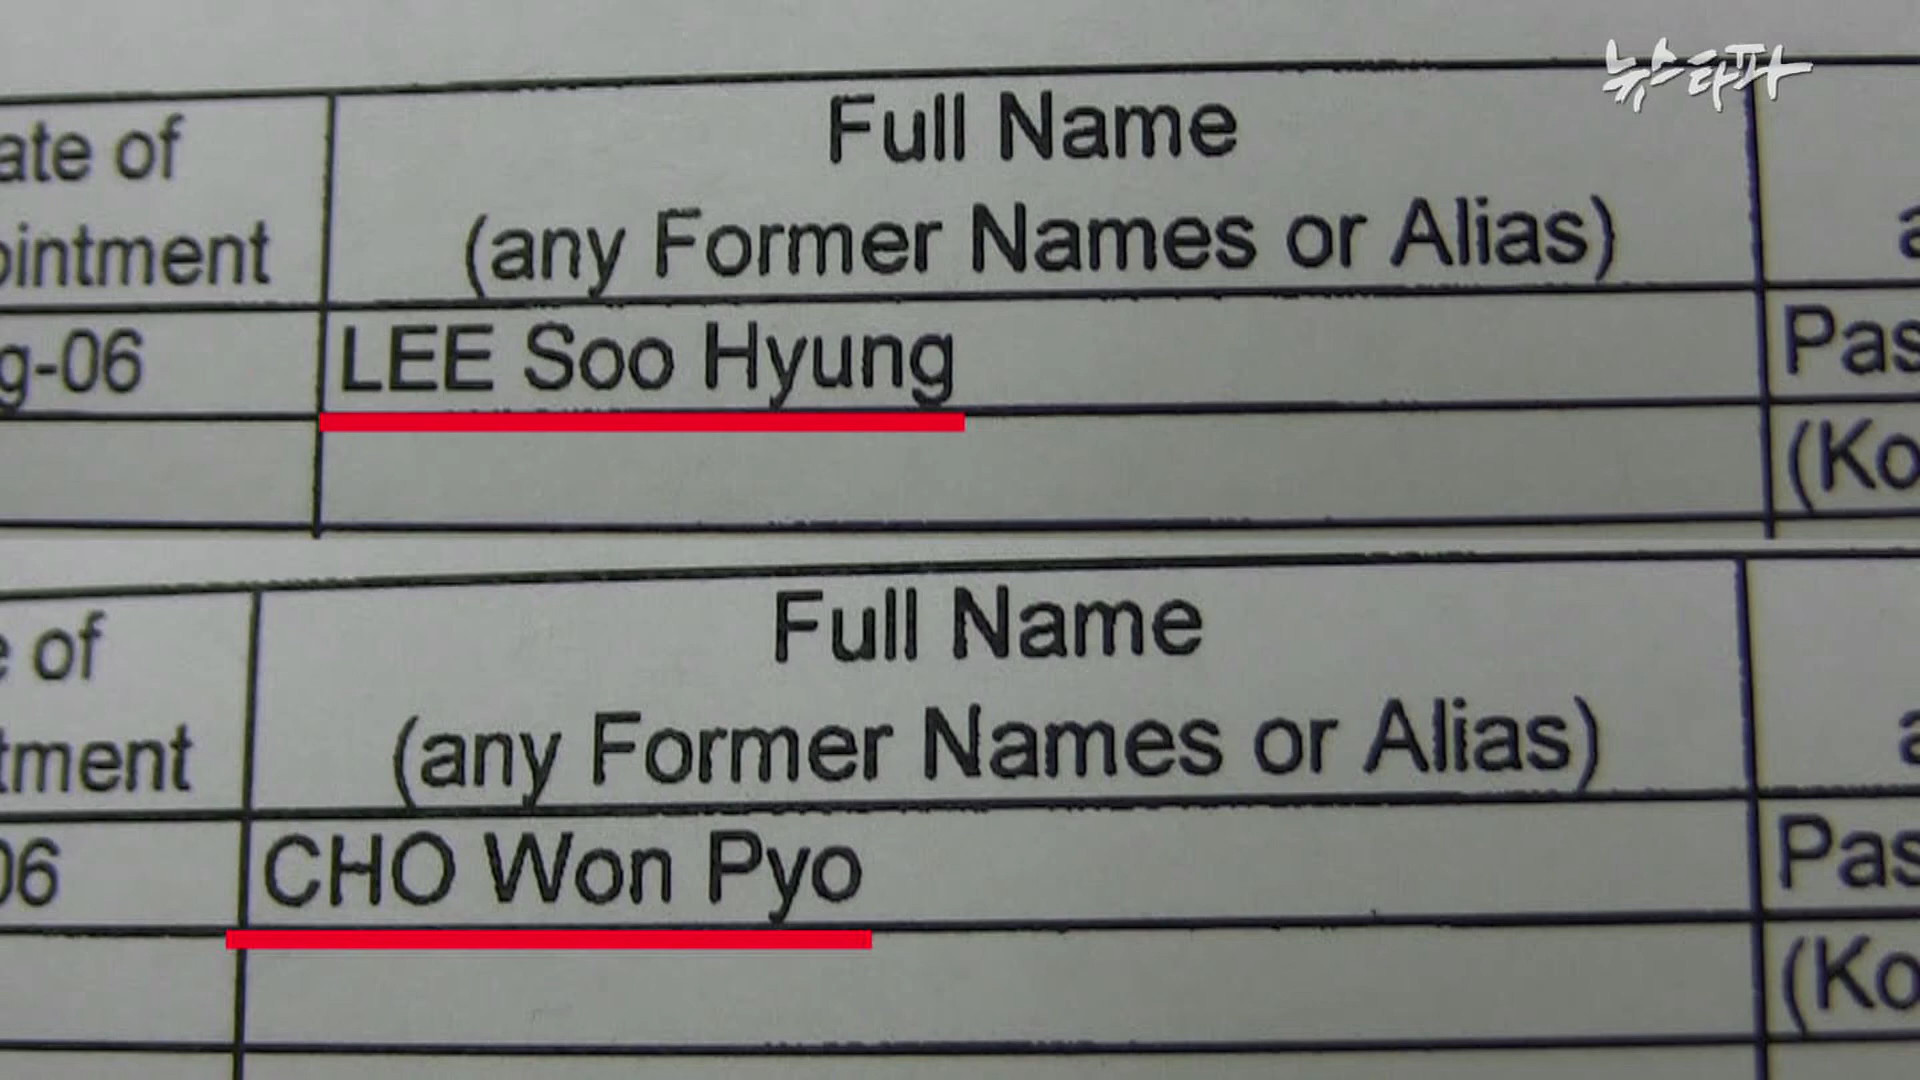 뉴스타파
ate of
Full Name
ointment
(any Former Names or Alias)
a
g-06
LEE Soo Hyung
Pas
(Ko
e of
Full Name
tment
(any Former Names or Alias)
a
06
CHO Won Pyo
Pas
(Ko